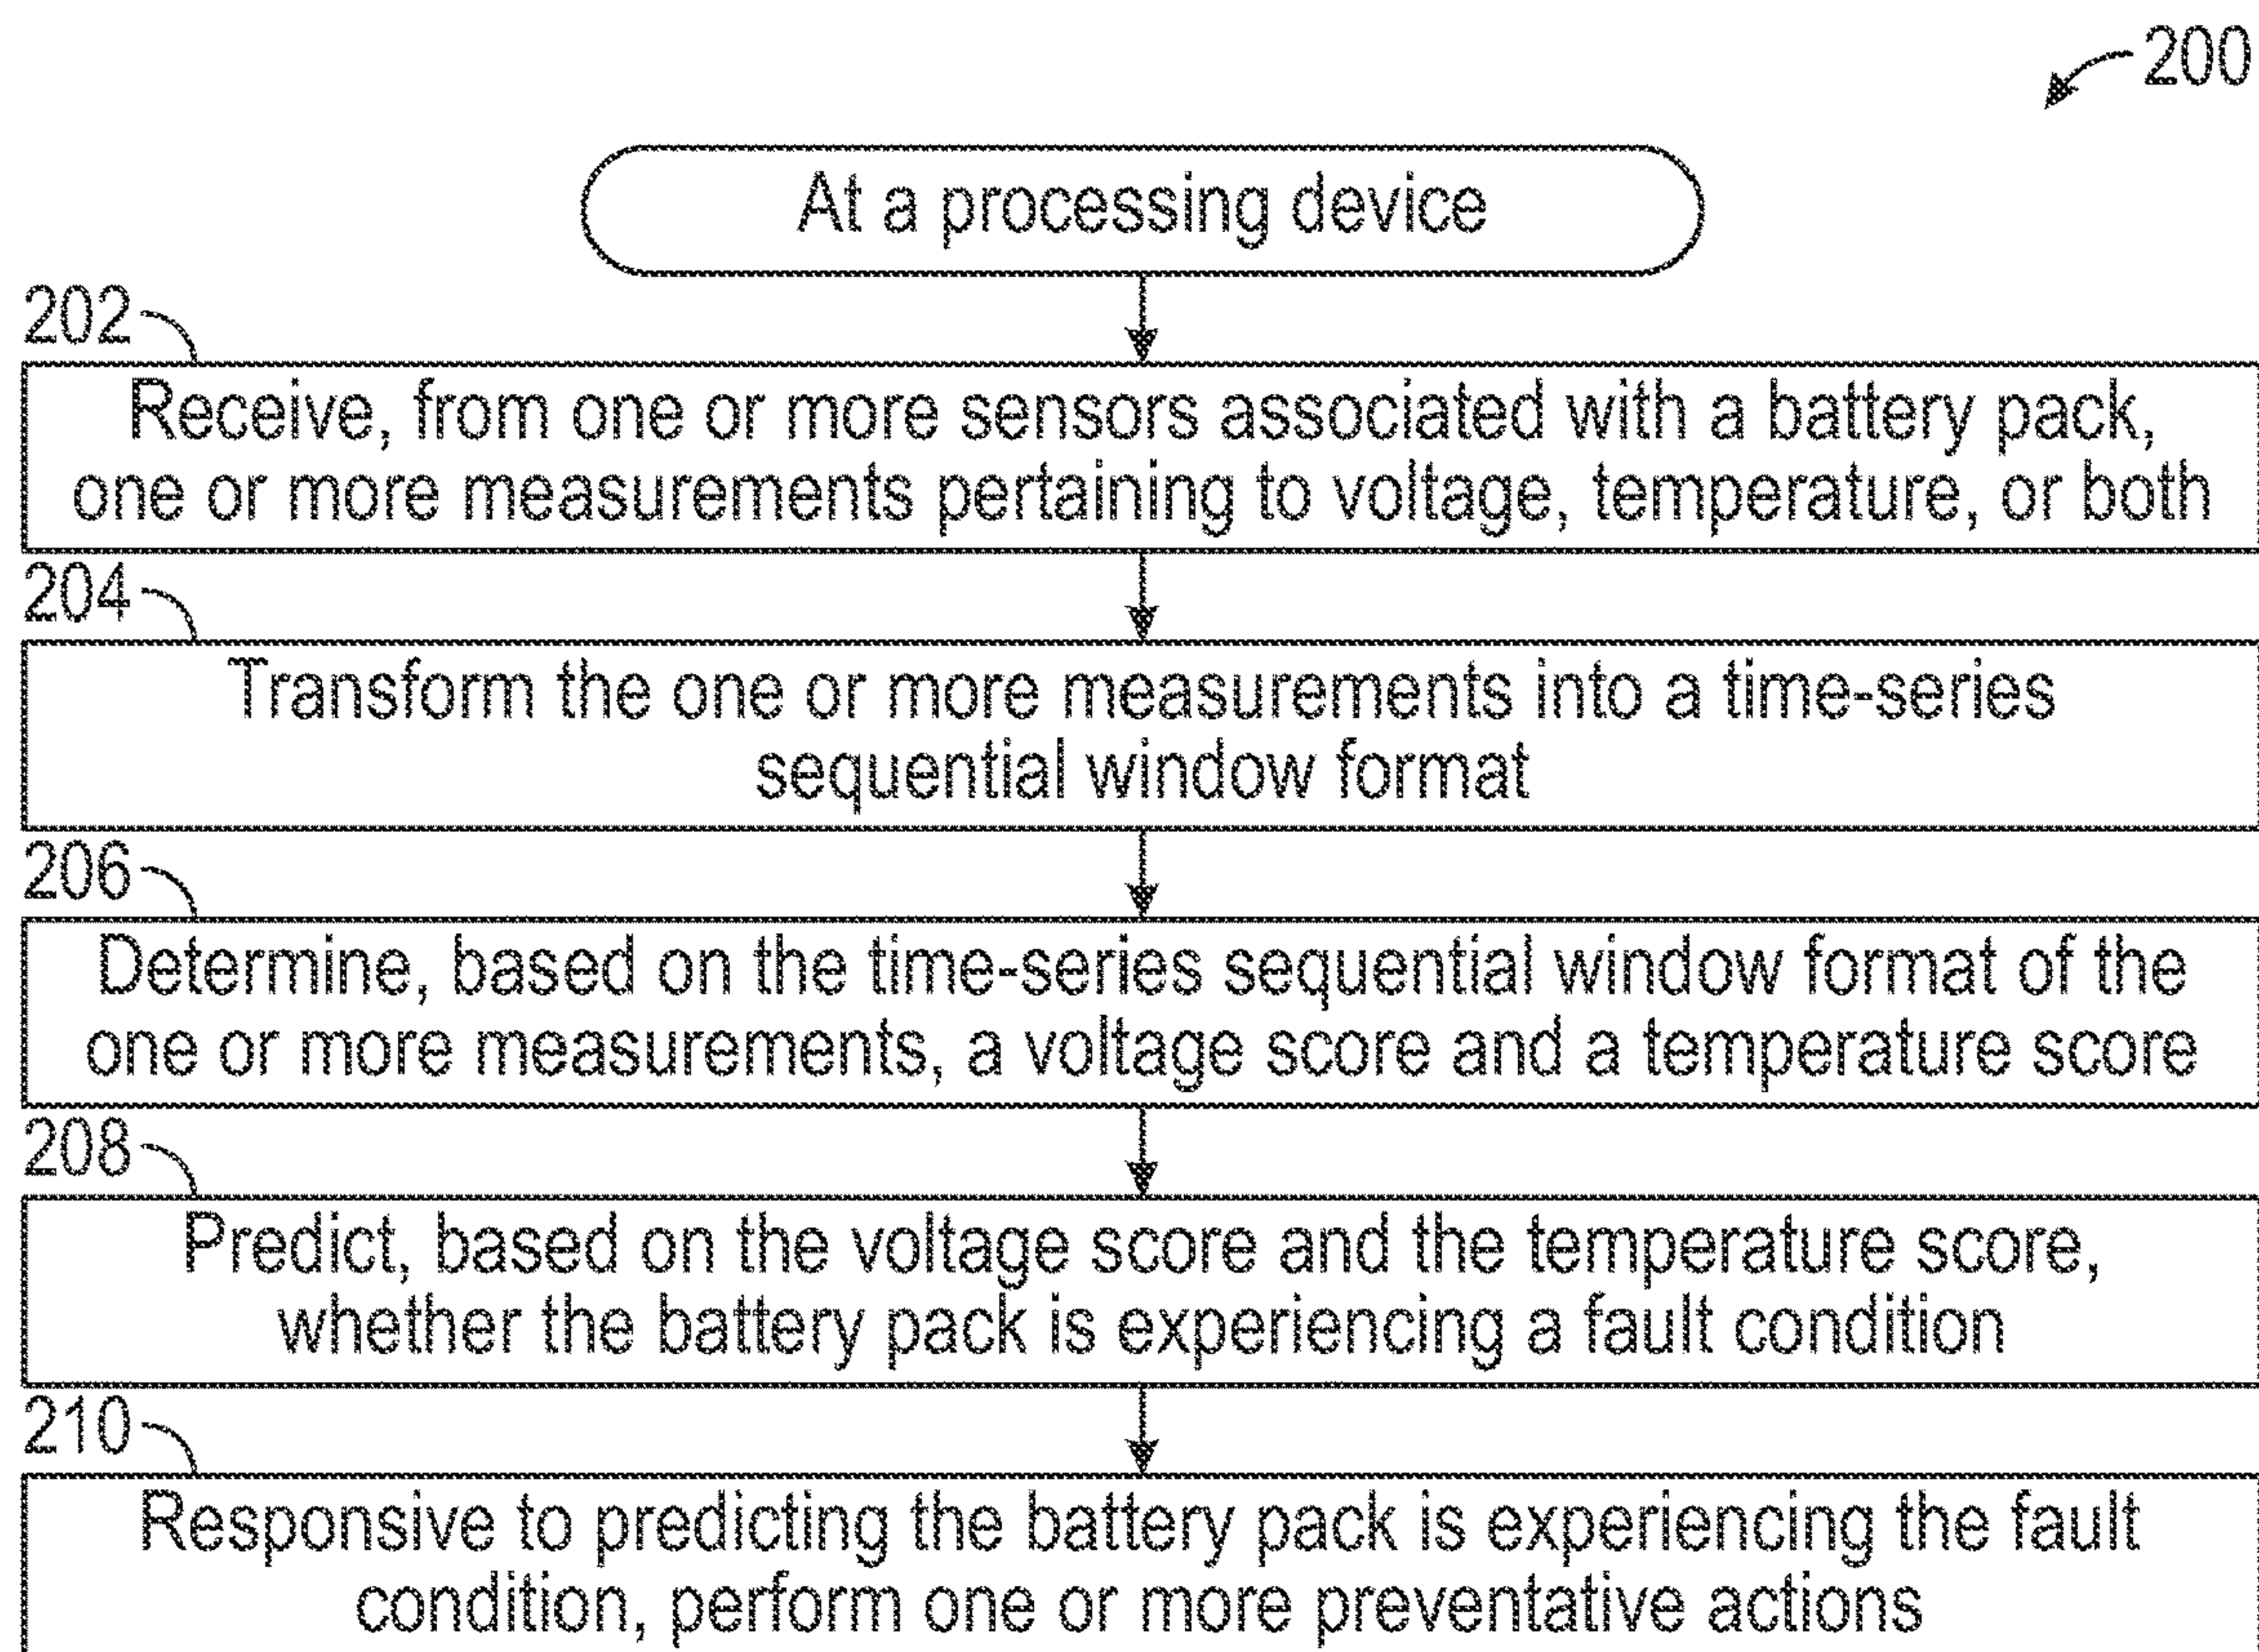 200
At a processing device
202
Receive, from one or more sensors associated with a battery pack,
one or more measurements pertaining to voltage, temperature, or both
204
Transform the one or more measurements into a time-series
sequential window format
206
Determine, based on the time-series sequential window format of the
one or more measurements, a voltage score and a temperature score
208
Predict, based on the voltage score and the temperature score,
whether the battery pack is experiencing a fault condition
210
Responsive to predicting the battery pack is experiencing the fault
condition, perform one or more preventative actions